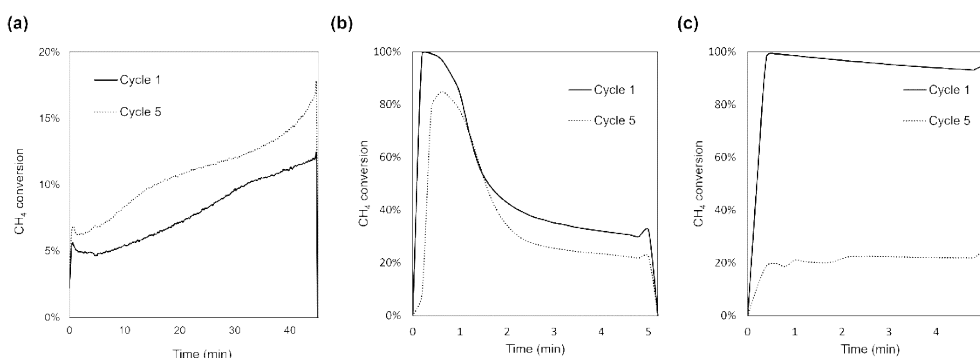 (a)
20%
15%
10%
5%
0%
CH₄ conversion
Cycle 1
Cycle 5
0 10 20 30 40
Time (min)
(b)
100%
80%
60%
40%
20%
0%
CH₄ conversion
Cycle 1
Cycle 5
0 1 2 3 4 5
Time (min)
(c)
100%
80%
60%
40%
20%
0%
CH₄ conversion
Cycle 1
Cycle 5
0 1 2 3 4
Time (min)